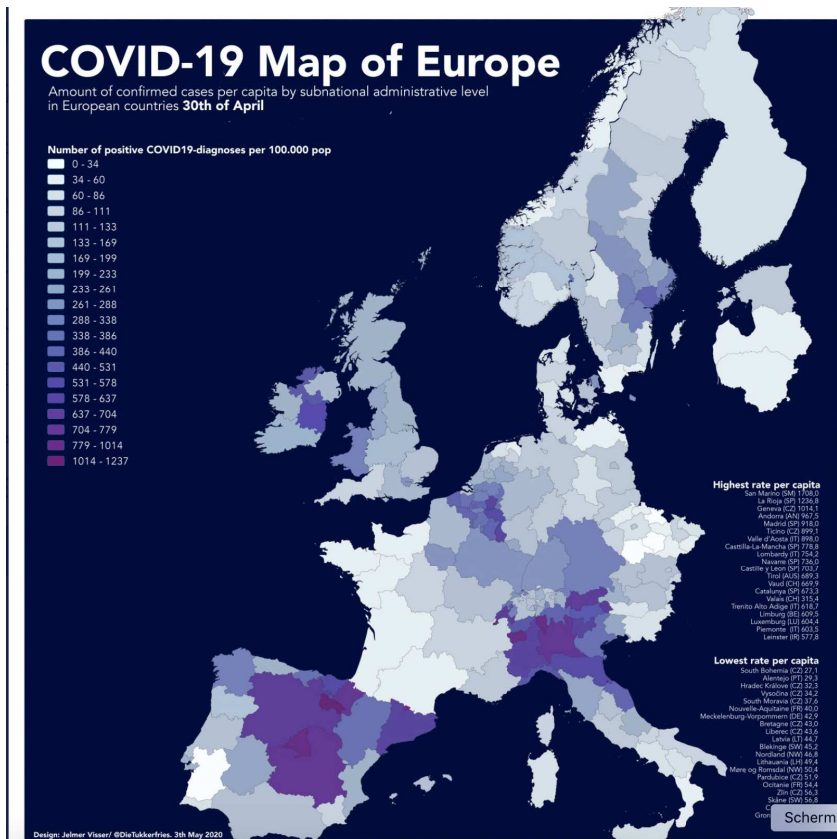 COVID-19 Map of Europe
Amount of confirmed cases per capita by subnational administrative level
in European countries 30th of April
Number of positive COVID19-diagnoses per 100.000 pop
0 - 34
34 - 60
60 - 86
86 - 111
111 - 133
133 - 169
169 - 199
199 - 233
233 - 261
261 - 288
288 - 338
338 - 386
386 - 440
440 - 531
531 - 578
578 - 637
637 - 704
704 - 779
779 - 1014
1014 - 1237
Highest rate per capita
San Marino (SM) 1708,0
La Rioja (SP) 1236,8
Geneva (CZ) 1014,1
Andorra (AN) 967,5
Madrid (SP) 918,0
Ticino (CZ) 899,1
Valle d'Aosta (IT) 898,0
Casttilla-La-Mancha (SP) 778,8
Lombardy (IT) 754,2
Navarre (SP) 736,0
Castille y Leon (SP) 703,7
Tirol (AUS) 689,3
Vaud (CH) 669,9
Catalunya (SP) 673,3
Valais (CH) 315,4
Trenito Alto Adige (IT) 618,7
Limburg (BE) 609,5
Luxemburg (LU) 604,4
Piemonte (IT) 603,5
Leinster (IR) 577,8
Lowest rate per capita
South Bohemia (CZ) 27,1
Alentejo (PT) 29,3
Hradec Králove (CZ) 32,3
Vysočina (CZ) 34,2
South Moravia (CZ) 37,6
Nouvelle-Aquitaine (FR) 40,0
Meckelenburg-Vorpommern (DE) 42,9
Bretagne (CZ) 43,0
Liberec (CZ) 43,6
Latvia (LT) 44,7
Blekinge (SW) 45,2
Nordland (NW) 46,8
Lithauania (LH) 49,4
Møre og Romsdal (NW) 50,4
Pardubice (CZ) 51,9
Ocitanie (FR) 54,4
Zlín (CZ) 56,3
Skåne (SW) 56,8
Scherm
Design: Jelmer Visser/ @DieTukkerfries. 3th May 2020